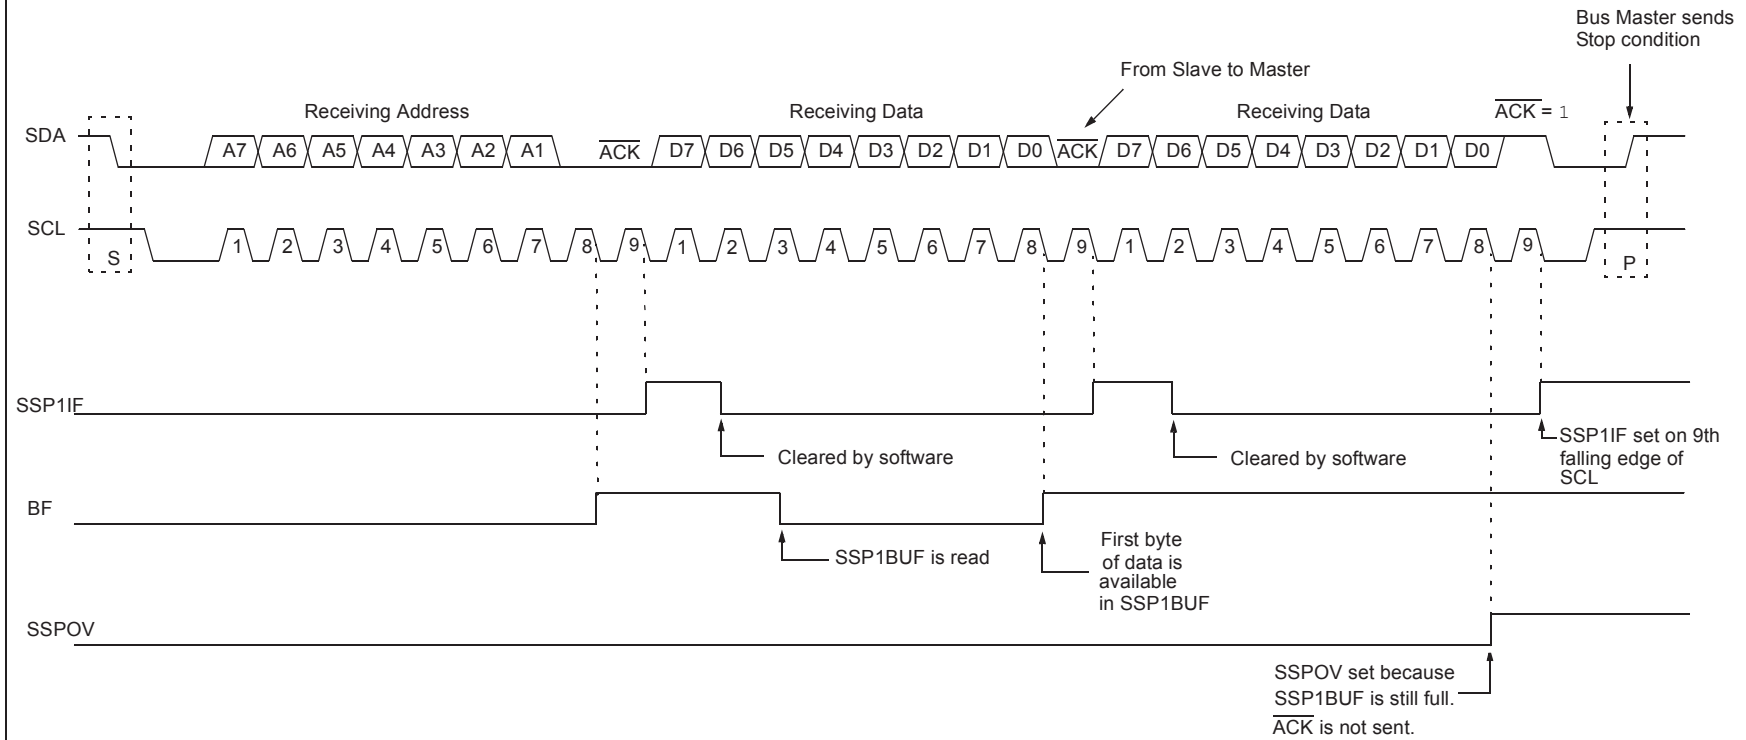 Bus Master sends
Stop condition
From Slave to Master
Receiving Address
Receiving Data
Receiving Data
ACK = 1
SDA
A7 A6 A5 A4 A3 A2 A1 ACK D7 D6 D5 D4 D3 D2 D1 D0 ACK D7 D6 D5 D4 D3 D2 D1 D0
SCL
S
1 2 3 4 5 6 7 8 9 1 2 3 4 5 6 7 8 9 1 2 3 4 5 6 7 8 9
P
SSP1IF
Cleared by software
Cleared by software
SSP1IF set on 9th
falling edge of
SCL
BF
SSP1BUF is read
First byte
of data is
available
in SSP1BUF
SSPOV
SSPOV set because
SSP1BUF is still full.
ACK is not sent.